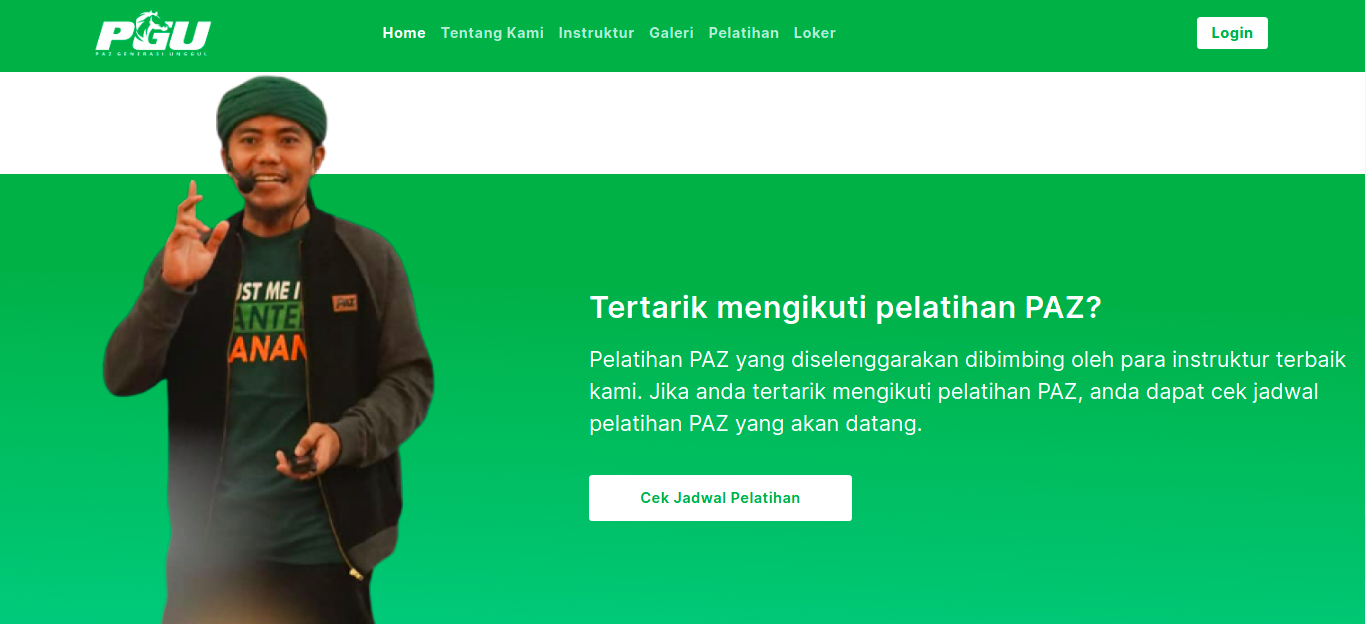 PGU
PAZ GENERASI UNGGUL
Home Tentang Kami Instruktur Galeri Pelatihan Loker
Login
UST ME I
ANTE
ANAN
PAZ
Tertarik mengikuti pelatihan PAZ?
Pelatihan PAZ yang diselenggarakan dibimbing oleh para instruktur terbaik
kami. Jika anda tertarik mengikuti pelatihan PAZ, anda dapat cek jadwal
pelatihan PAZ yang akan datang.
Cek Jadwal Pelatihan